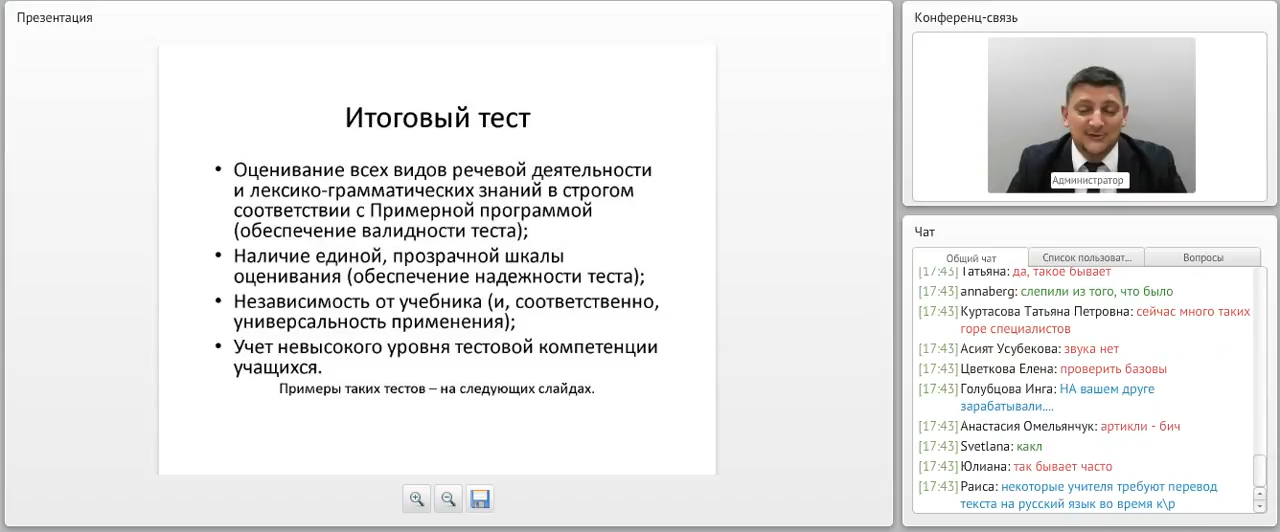 Презентация
Итоговый тест
• Оценивание всех видов речевой деятельности
и лексико-грамматических знаний в строгом
соответствии с Примерной программой
(обеспечение валидности теста);
• Наличие единой, прозрачной шкалы
оценивания (обеспечение надежности теста);
• Независимость от учебника (и, соответственно,
универсальность применения);
• Учет невысокого уровня тестовой компетенции
учащихся.
Примеры таких тестов – на следующих слайдах.
Конференц-связь
Администратор
Чат
Общий чат
Список пользоват...
Вопросы
[17:43] Татьяна: да, такое бывает
[17:43] annaberg: слепили из того, что было
[17:43] Куртасова Татьяна Петровна: сейчас много таких
горе специалистов
[17:43] Асият Усубекова: звука нет
[17:43] Цветкова Елена: проверить базовы
[17:43] Голубцова Инга: НА вашем друге
зарабатывали....
[17:43] Анастасия Омельянчук: артикли - бич
[17:43] Svetlana: какл
[17:43] Юлиана: так бывает часто
[17:43] Раиса: некоторые учителя требуют перевод
текста на русский язык во время к\р